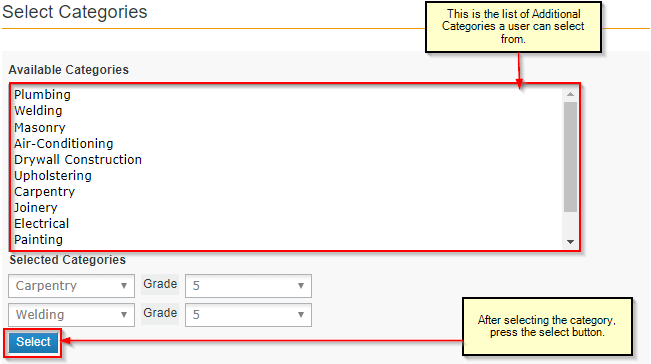 Select Categories
This is the list of Additional
Categories a user can select
from.
Available Categories
Plumbing
Welding
Masonry
Air-Conditioning
Drywall Construction
Upholstering
Carpentry
Joinery
Electrical
Painting
Selected Categories
Carpentry Grade 5
Welding Grade 5
Select
After selecting the category,
press the select button.